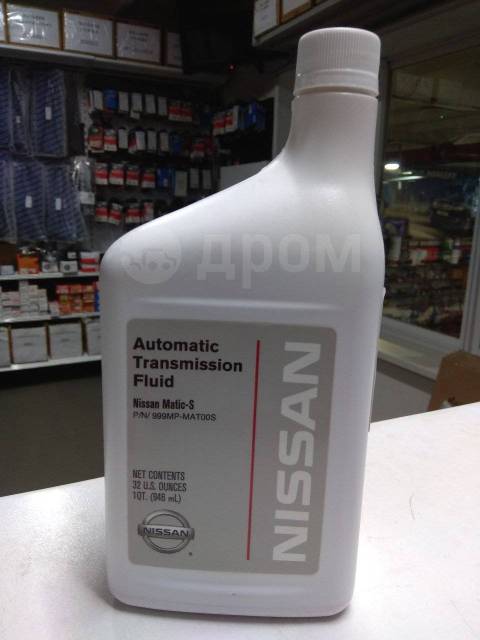 дром
Automatic
Transmission
Fluid
Nissan Matic-S
P/N/ 999MP-MAT00S
NET CONTENTS
32 U.S. OUNCES
1QT. (946 mL)
NISSAN
®
NISSAN